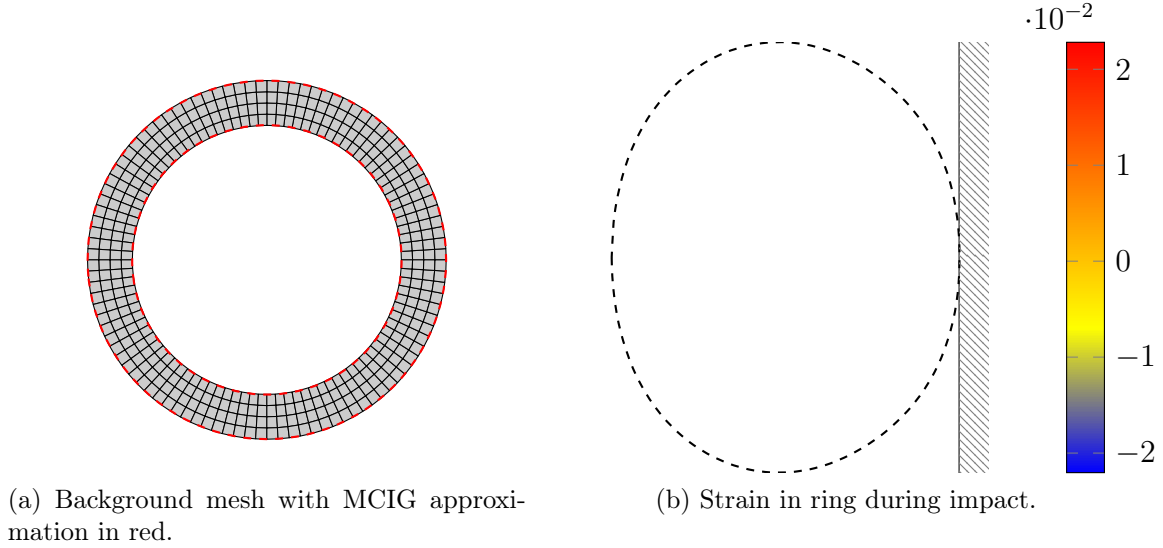 ·10⁻²
2
1
0
−1
−2
(a) Background mesh with MCIG approxi-
mation in red.
(b) Strain in ring during impact.